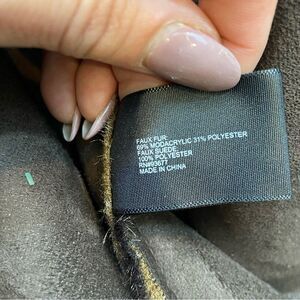 FAUX FUR:
69% MODACRYLIC 31% POLYESTER
FAUX SUEDE:
100% POLYESTER
RN#93677
MADE IN CHINA